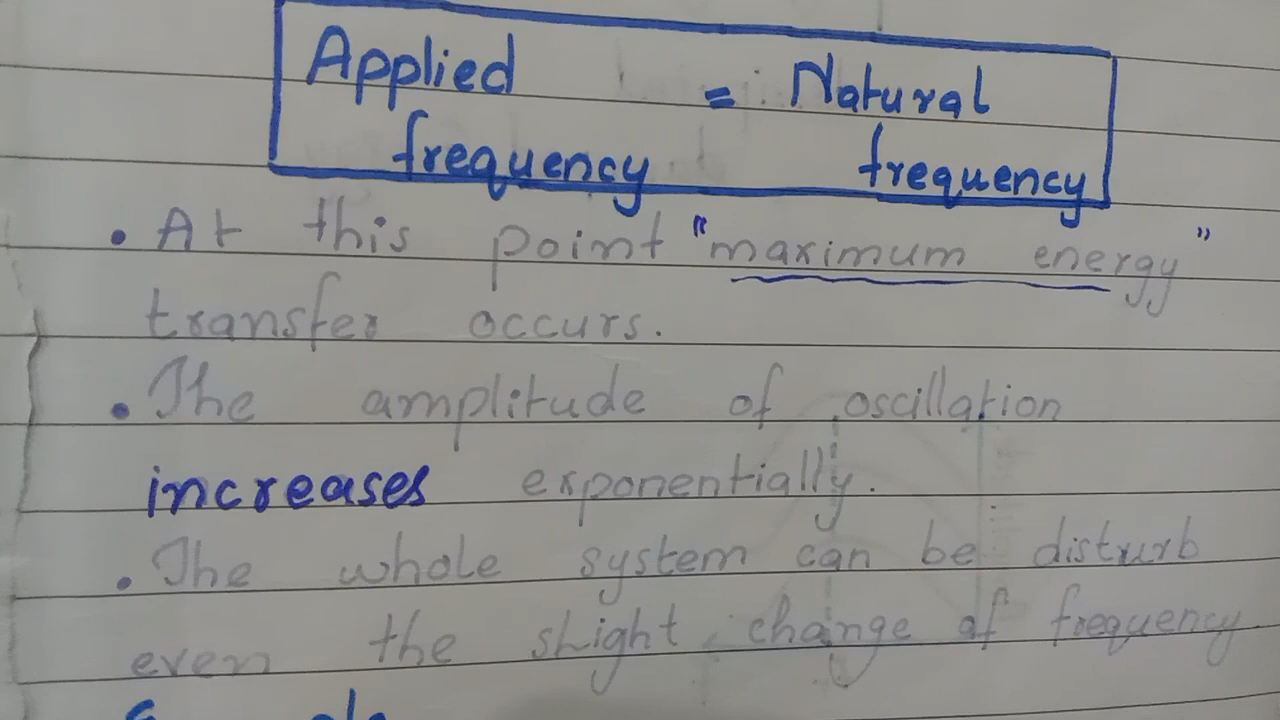 Applied = Natural
frequency frequency
• At this point "maximum energy"
transfer occurs.
• The amplitude of oscillation
increases exponentially.
• The whole system can be disturb
even the slight change of frequency